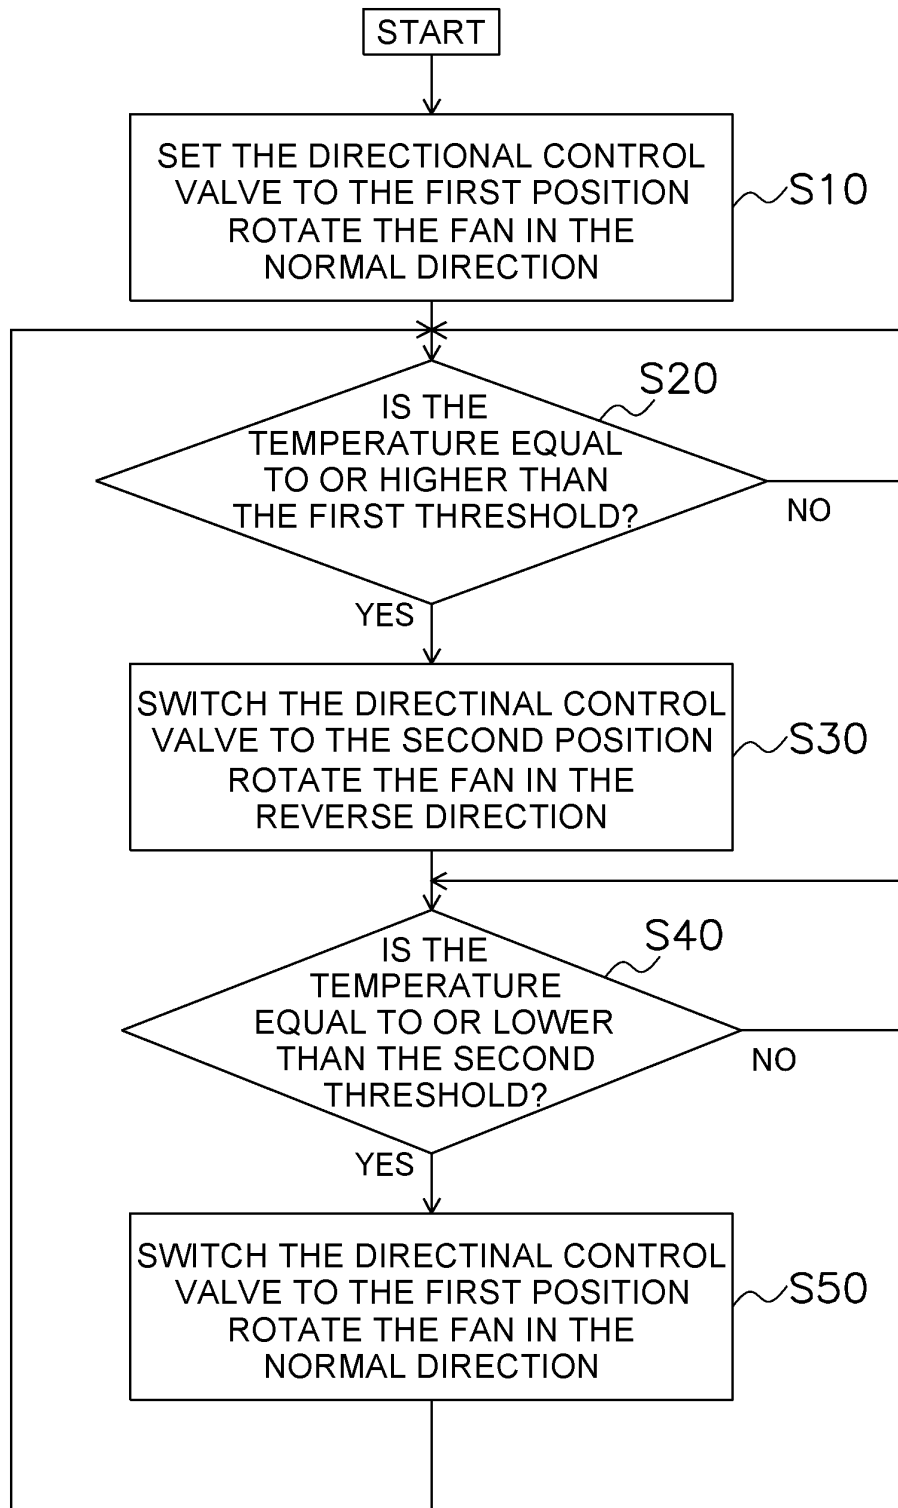 START
SET THE DIRECTIONAL CONTROL
VALVE TO THE FIRST POSITION
ROTATE THE FAN IN THE
NORMAL DIRECTION
S10
S20
IS THE
TEMPERATURE EQUAL
TO OR HIGHER THAN
THE FIRST THRESHOLD?
NO
YES
SWITCH THE DIRECTINAL CONTROL
VALVE TO THE SECOND POSITION
ROTATE THE FAN IN THE
REVERSE DIRECTION
S30
S40
IS THE
TEMPERATURE
EQUAL TO OR LOWER
THAN THE SECOND
THRESHOLD?
NO
YES
SWITCH THE DIRECTINAL CONTROL
VALVE TO THE FIRST POSITION
ROTATE THE FAN IN THE
NORMAL DIRECTION
S50